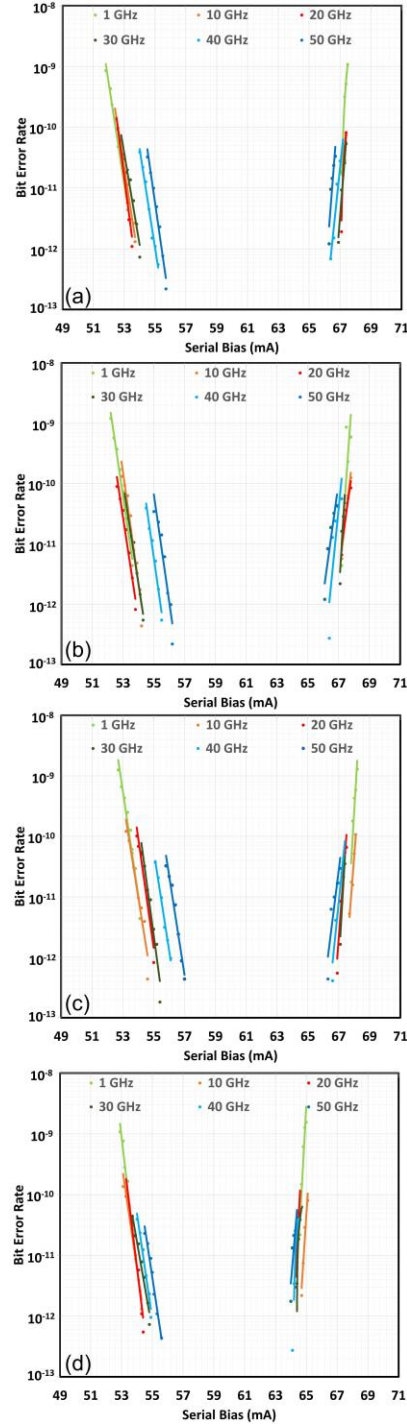 10⁻⁸
1 GHz 10 GHz 20 GHz
30 GHz 40 GHz 50 GHz
10⁻⁹
10⁻¹⁰
10⁻¹¹
10⁻¹²
10⁻¹³
Bit Error Rate
(a)
49 51 53 55 57 59 61 63 65 67 69 71
Serial Bias (mA)
10⁻⁸
1 GHz 10 GHz 20 GHz
30 GHz 40 GHz 50 GHz
10⁻⁹
10⁻¹⁰
10⁻¹¹
10⁻¹²
10⁻¹³
Bit Error Rate
(b)
49 51 53 55 57 59 61 63 65 67 69 71
Serial Bias (mA)
10⁻⁸
1 GHz 10 GHz 20 GHz
30 GHz 40 GHz 50 GHz
10⁻⁹
10⁻¹⁰
10⁻¹¹
10⁻¹²
10⁻¹³
Bit Error Rate
(c)
49 51 53 55 57 59 61 63 65 67 69 71
Serial Bias (mA)
10⁻⁸
1 GHz 10 GHz 20 GHz
30 GHz 40 GHz 50 GHz
10⁻⁹
10⁻¹⁰
10⁻¹¹
10⁻¹²
10⁻¹³
Bit Error Rate
(d)
49 51 53 55 57 59 61 63 65 67 69 71
Serial Bias (mA)